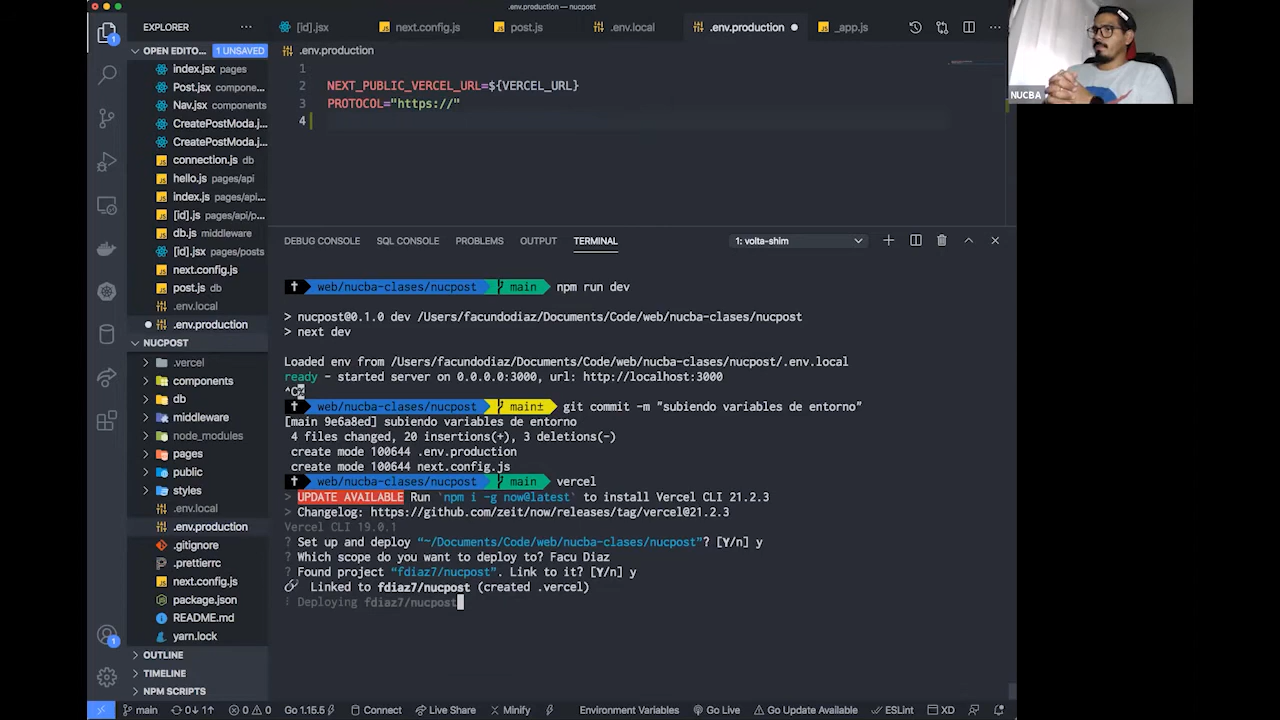 .env.production — nucpost
EXPLORER
[id].jsx
next.config.js
post.js
.env.local
.env.production
_app.js
OPEN EDITO...
1 UNSAVED
.env.production
index.jsx pages
Post.jsx components
Nav.jsx components
CreatePostModa.j...
CreatePostModa.j...
connection.js db
hello.js pages/api
index.js pages/api...
[id].js pages/api/p...
db.js middleware
[id].jsx pages/posts
next.config.js
post.js db
.env.local
.env.production
NUCPOST
.vercel
components
db
middleware
node_modules
pages
public
styles
.env.local
.env.production
.gitignore
.prettierrc
next.config.js
package.json
README.md
yarn.lock
OUTLINE
TIMELINE
NPM SCRIPTS
1
2 NEXT_PUBLIC_VERCEL_URL=${VERCEL_URL}
3 PROTOCOL="https://"
4
NUCBA
DEBUG CONSOLE SQL CONSOLE PROBLEMS OUTPUT TERMINAL
1: volta-shim
web/nucba-clases/nucpost main npm run dev
> nucpost@0.1.0 dev /Users/facundodiaz/Documents/Code/web/nucba-clases/nucpost
> next dev
Loaded env from /Users/facundodiaz/Documents/Code/web/nucba-clases/nucpost/.env.local
ready - started server on 0.0.0.0:3000, url: http://localhost:3000
^C
web/nucba-clases/nucpost main± git commit -m "subiendo variables de entorno"
[main 9e6a8ed] subiendo variables de entorno
4 files changed, 20 insertions(+), 3 deletions(-)
create mode 100644 .env.production
create mode 100644 next.config.js
web/nucba-clases/nucpost main vercel
> UPDATE AVAILABLE Run `npm i -g now@latest` to install Vercel CLI 21.2.3
> Changelog: https://github.com/zeit/now/releases/tag/vercel@21.2.3
Vercel CLI 19.0.1
? Set up and deploy “~/Documents/Code/web/nucba-clases/nucpost”? [Y/n] y
? Which scope do you want to deploy to? Facu Diaz
? Found project “fdiaz7/nucpost”. Link to it? [Y/n] y
Linked to fdiaz7/nucpost (created .vercel)
Deploying fdiaz7/nucpost
main 0↓ 1↑ 0 0 Go 1.15.5 Connect Live Share Minify Environment Variables Go Live Go Update Available ESLint XD